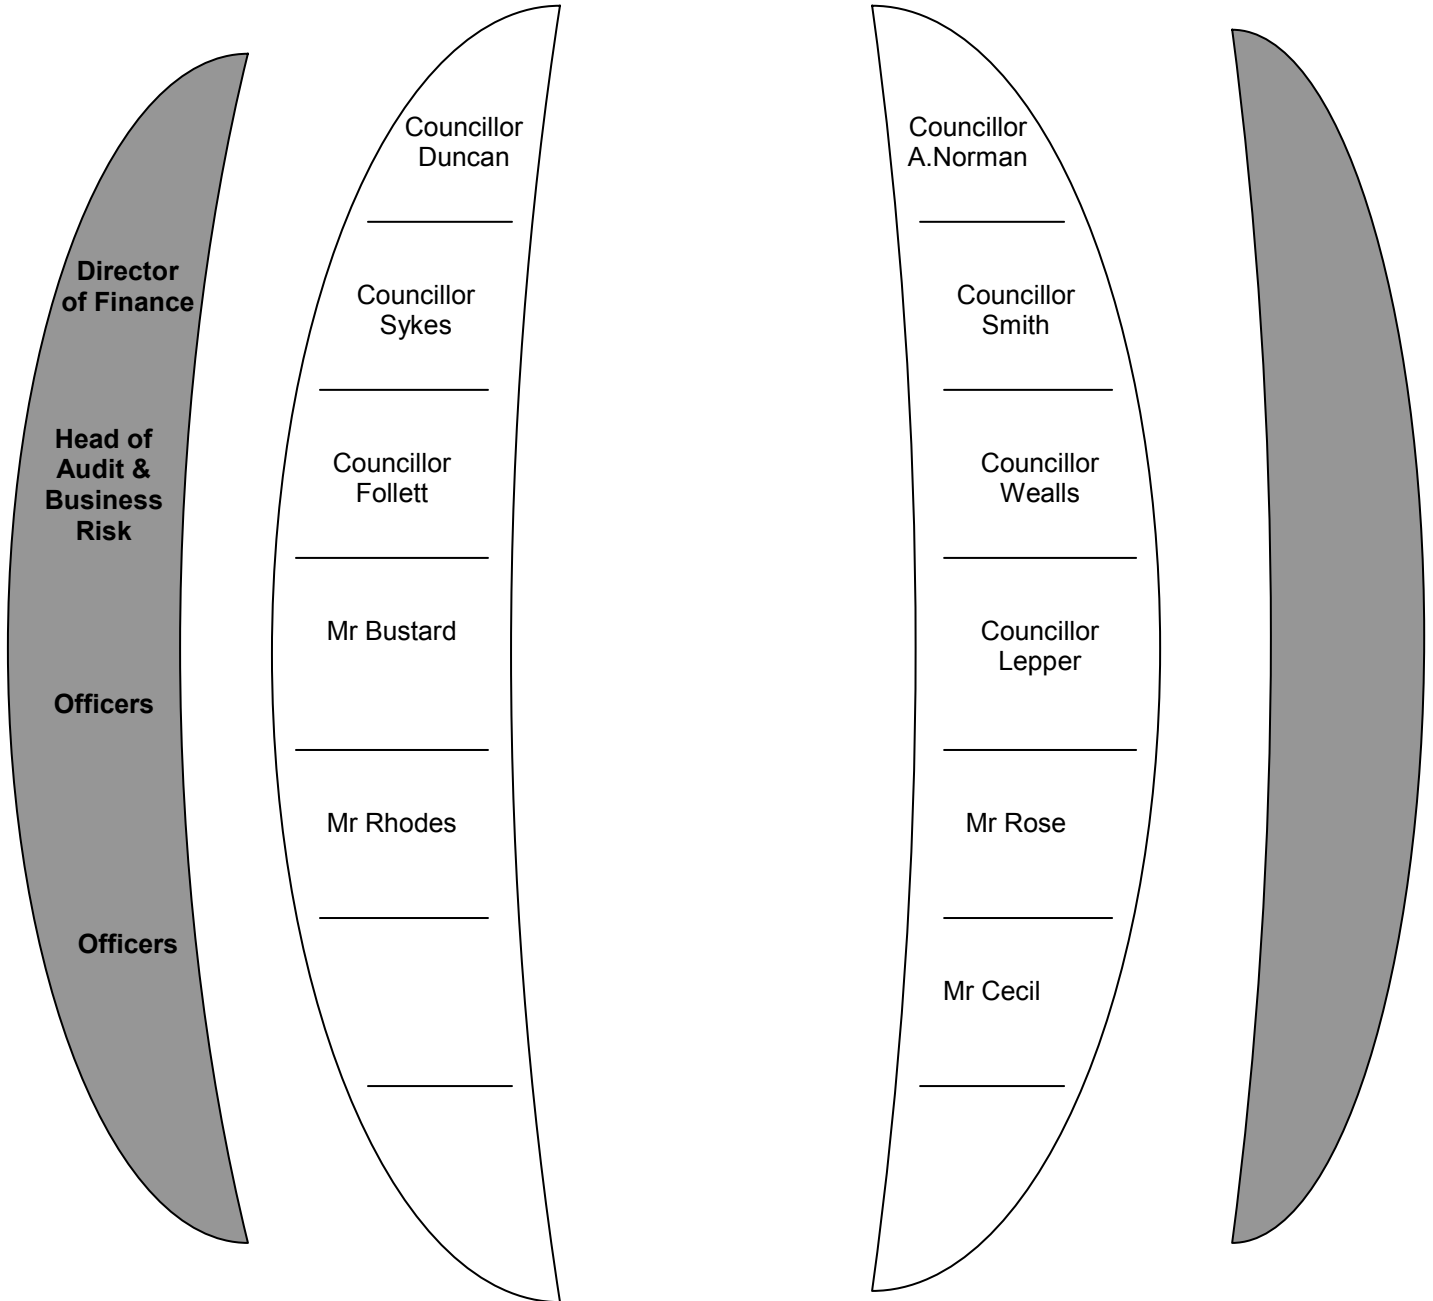 Director
of Finance
Head of
Audit &
Business
Risk
Officers
Officers
Councillor
Duncan
Councillor
Sykes
Councillor
Follett
Mr Bustard
Mr Rhodes
Councillor
A.Norman
Councillor
Smith
Councillor
Wealls
Councillor
Lepper
Mr Rose
Mr Cecil